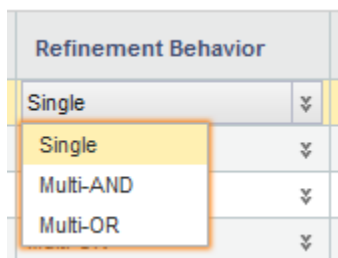 Refinement Behavior
Single
Single
Multi-AND
Multi-OR